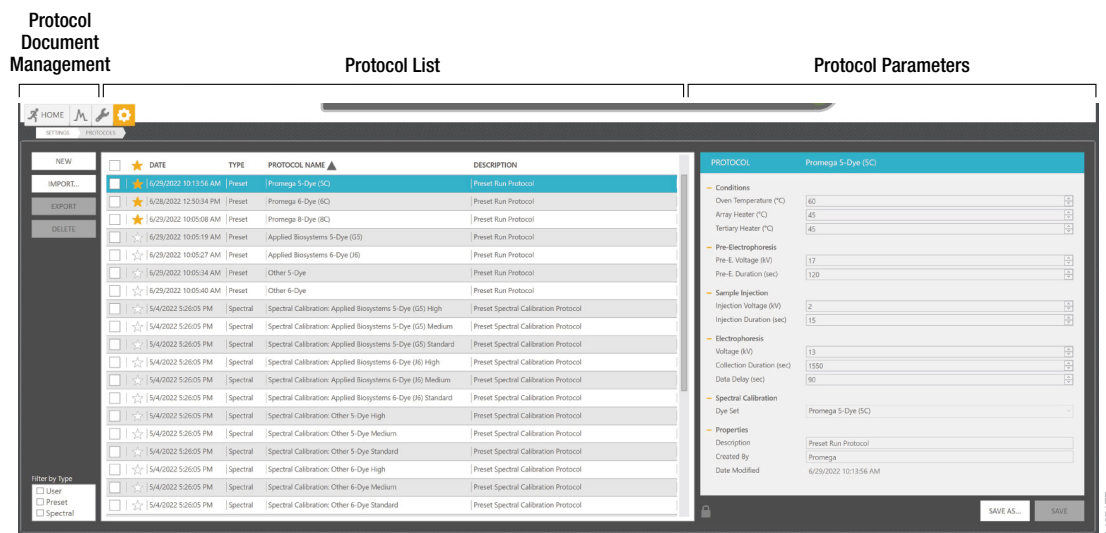 Protocol
Document
Management
Protocol List
Protocol Parameters
HOME
SETTINGS PROTOCOLS
NEW
IMPORT...
EXPORT
DELETE
Filter by Type
User
Preset
Spectral
DATE TYPE PROTOCOL NAME DESCRIPTION
6/29/2022 10:13:56 AM Preset Promega 5-Dye (5C) Preset Run Protocol
6/28/2022 12:50:34 PM Preset Promega 6-Dye (6C) Preset Run Protocol
6/29/2022 10:05:08 AM Preset Promega 8-Dye (8C) Preset Run Protocol
6/29/2022 10:05:19 AM Preset Applied Biosystems 5-Dye (G5) Preset Run Protocol
6/29/2022 10:05:27 AM Preset Applied Biosystems 6-Dye (J6) Preset Run Protocol
6/29/2022 10:05:34 AM Preset Other 5-Dye Preset Run Protocol
6/29/2022 10:05:40 AM Preset Other 6-Dye Preset Run Protocol
5/4/2022 5:26:05 PM Spectral Spectral Calibration: Applied Biosystems 5-Dye (G5) High Preset Spectral Calibration Protocol
5/4/2022 5:26:05 PM Spectral Spectral Calibration: Applied Biosystems 5-Dye (G5) Medium Preset Spectral Calibration Protocol
5/4/2022 5:26:05 PM Spectral Spectral Calibration: Applied Biosystems 5-Dye (G5) Standard Preset Spectral Calibration Protocol
5/4/2022 5:26:05 PM Spectral Spectral Calibration: Applied Biosystems 6-Dye (J6) High Preset Spectral Calibration Protocol
5/4/2022 5:26:05 PM Spectral Spectral Calibration: Applied Biosystems 6-Dye (J6) Medium Preset Spectral Calibration Protocol
5/4/2022 5:26:05 PM Spectral Spectral Calibration: Applied Biosystems 6-Dye (J6) Standard Preset Spectral Calibration Protocol
5/4/2022 5:26:05 PM Spectral Spectral Calibration: Other 5-Dye High Preset Spectral Calibration Protocol
5/4/2022 5:26:05 PM Spectral Spectral Calibration: Other 5-Dye Medium Preset Spectral Calibration Protocol
5/4/2022 5:26:05 PM Spectral Spectral Calibration: Other 5-Dye Standard Preset Spectral Calibration Protocol
5/4/2022 5:26:05 PM Spectral Spectral Calibration: Other 6-Dye High Preset Spectral Calibration Protocol
5/4/2022 5:26:05 PM Spectral Spectral Calibration: Other 6-Dye Medium Preset Spectral Calibration Protocol
5/4/2022 5:26:05 PM Spectral Spectral Calibration: Other 6-Dye Standard Preset Spectral Calibration Protocol
PROTOCOL Promega 5-Dye (5C)
Conditions
Oven Temperature (°C) 60
Array Heater (°C) 45
Tertiary Heater (°C) 45
Pre-Electrophoresis
Pre-E. Voltage (kV) 17
Pre-E. Duration (sec) 120
Sample Injection
Injection Voltage (kV) 2
Injection Duration (sec) 15
Electrophoresis
Voltage (kV) 13
Collection Duration (sec) 1550
Data Delay (sec) 90
Spectral Calibration
Dye Set Promega 5-Dye (5C)
Properties
Description Preset Run Protocol
Created By Promega
Date Modified 6/29/2022 10:13:56 AM
SAVE AS... SAVE